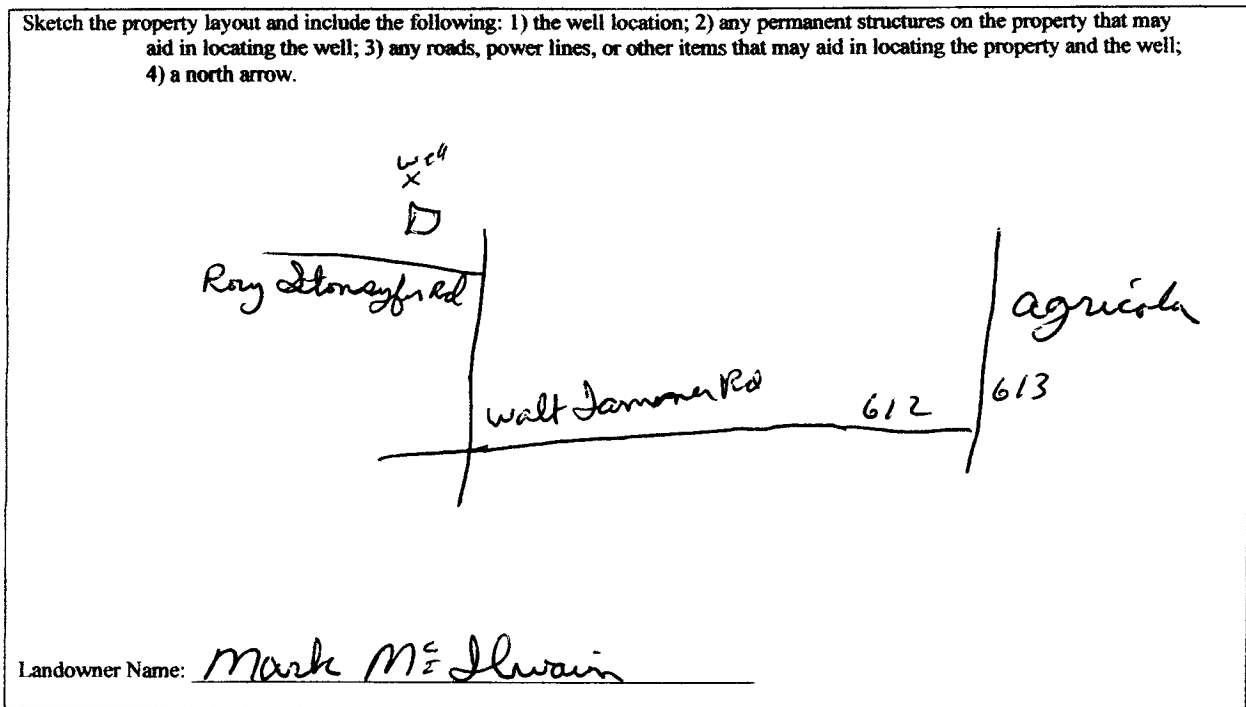 Sketch the property layout and include the following: 1) the well location; 2) any permanent structures on the property that may
aid in locating the well; 3) any roads, power lines, or other items that may aid in locating the property and the well;
4) a north arrow.
well
X
Rory Rd
agricola
Walt Rd
612
613
Landowner Name: Mark McIlwain